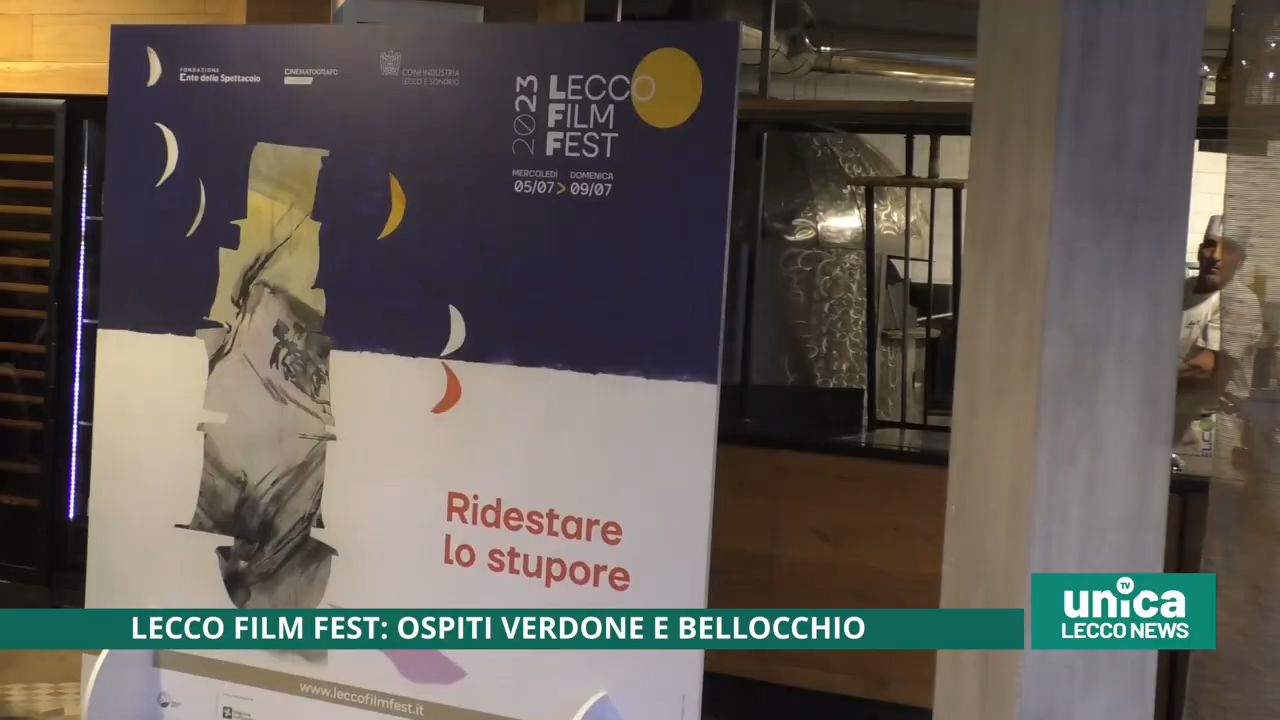 FONDAZIONE
Ente dello Spettacolo
CINEMATOGRAFO
CONFINDUSTRIA
LECCO E SONDRIO
2023
LECCO
FILM
FEST
MERCOLEDÌ DOMENICA
05/07 > 09/07
Ridestare
lo stupore
TV
unica
LECCO NEWS
LECCO FILM FEST: OSPITI VERDONE E BELLOCCHIO
www.leccofilmfest.it